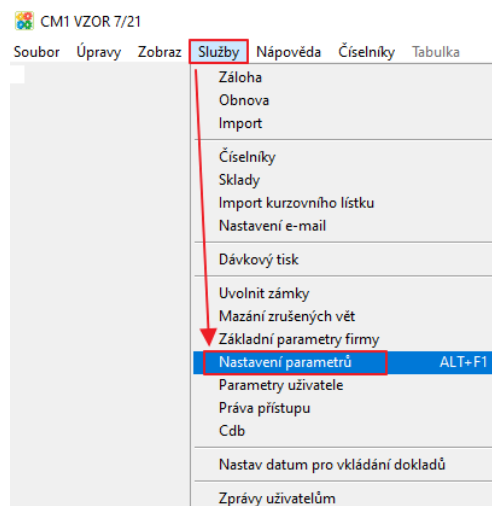 CM1 VZOR 7/21
Soubor Úpravy Zobraz Služby Nápověda Číselníky Tabulka
Záloha
Obnova
Import
Číselníky
Sklady
Import kurzovního lístku
Nastavení e-mail
Dávkový tisk
Uvolnit zámky
Mazání zrušených vět
Základní parametry firmy
Nastavení parametrů ALT+F1
Parametry uživatele
Práva přístupu
Cdb
Nastav datum pro vkládání dokladů
Zprávy uživatelům